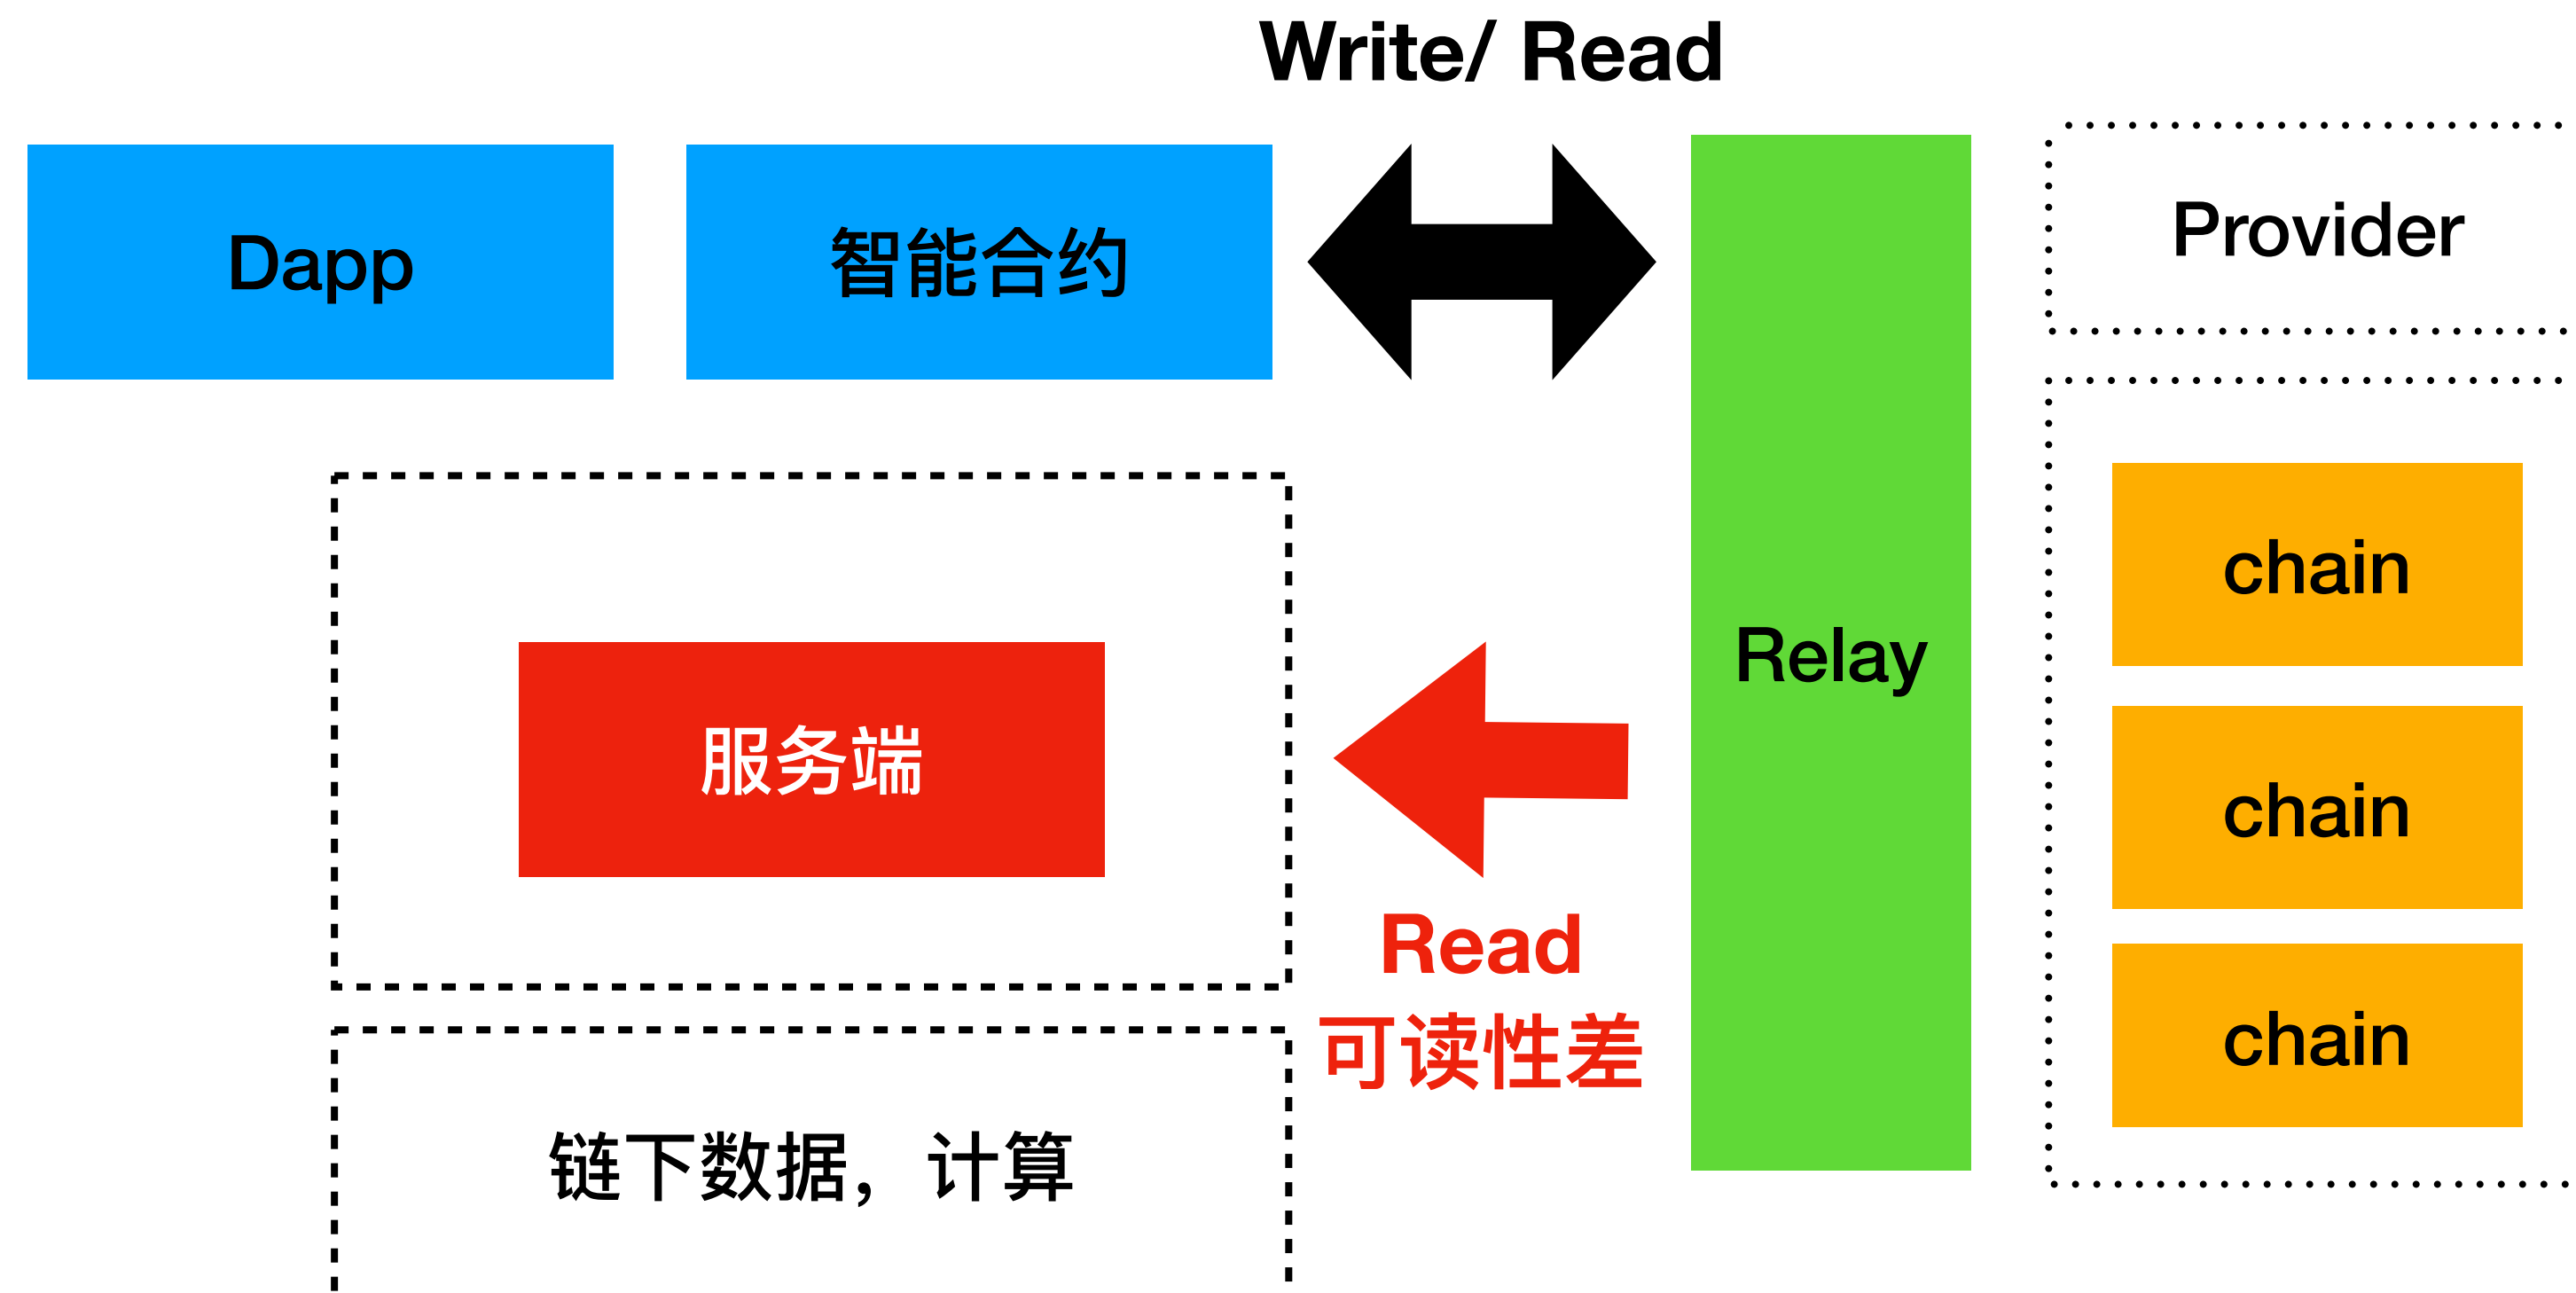 Write/ Read
Dapp
智能合约
Provider
chain
Relay
服务端
chain
Read
可读性差
chain
链下数据，计算